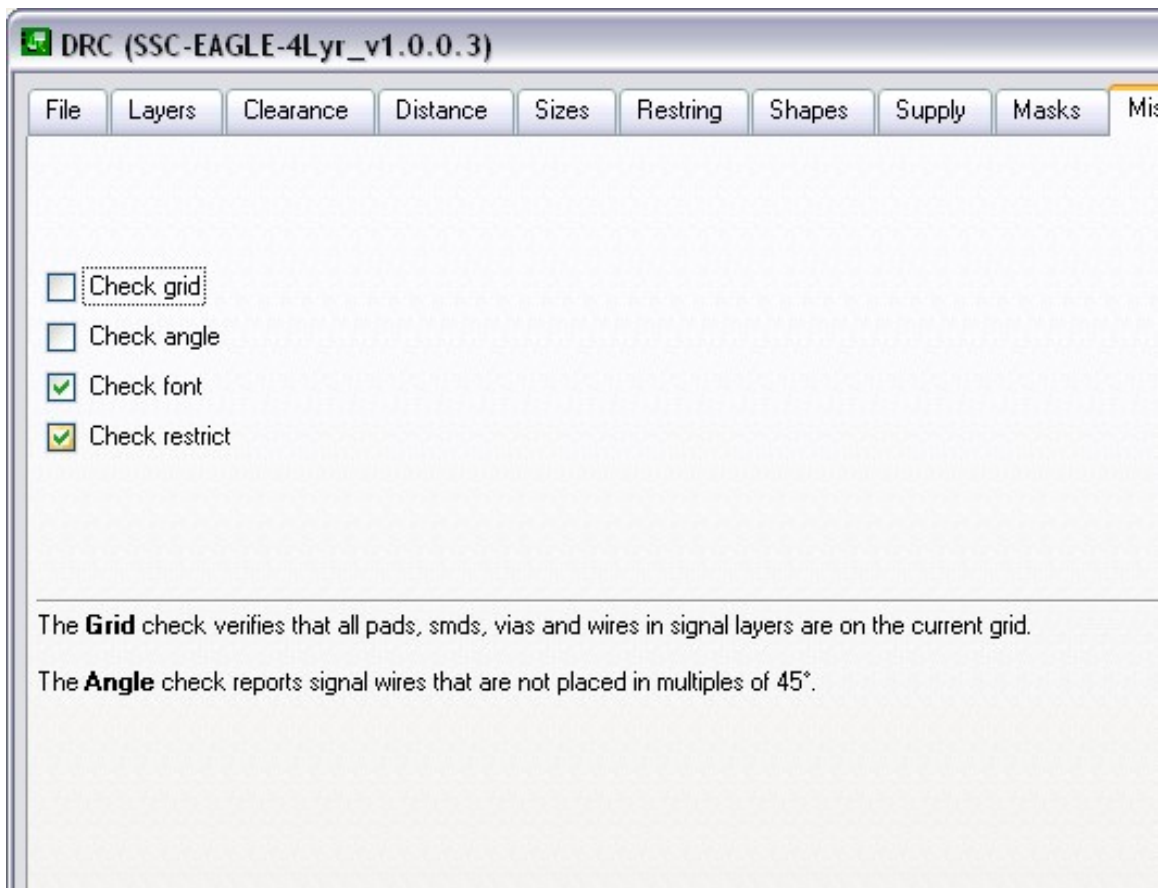 DRC (SSC-EAGLE-4Lyr_v1.0.0.3)
File Layers Clearance Distance Sizes Restring Shapes Supply Masks Mis
Check grid
Check angle
Check font
Check restrict
The Grid check verifies that all pads, smds, vias and wires in signal layers are on the current grid.
The Angle check reports signal wires that are not placed in multiples of 45°.